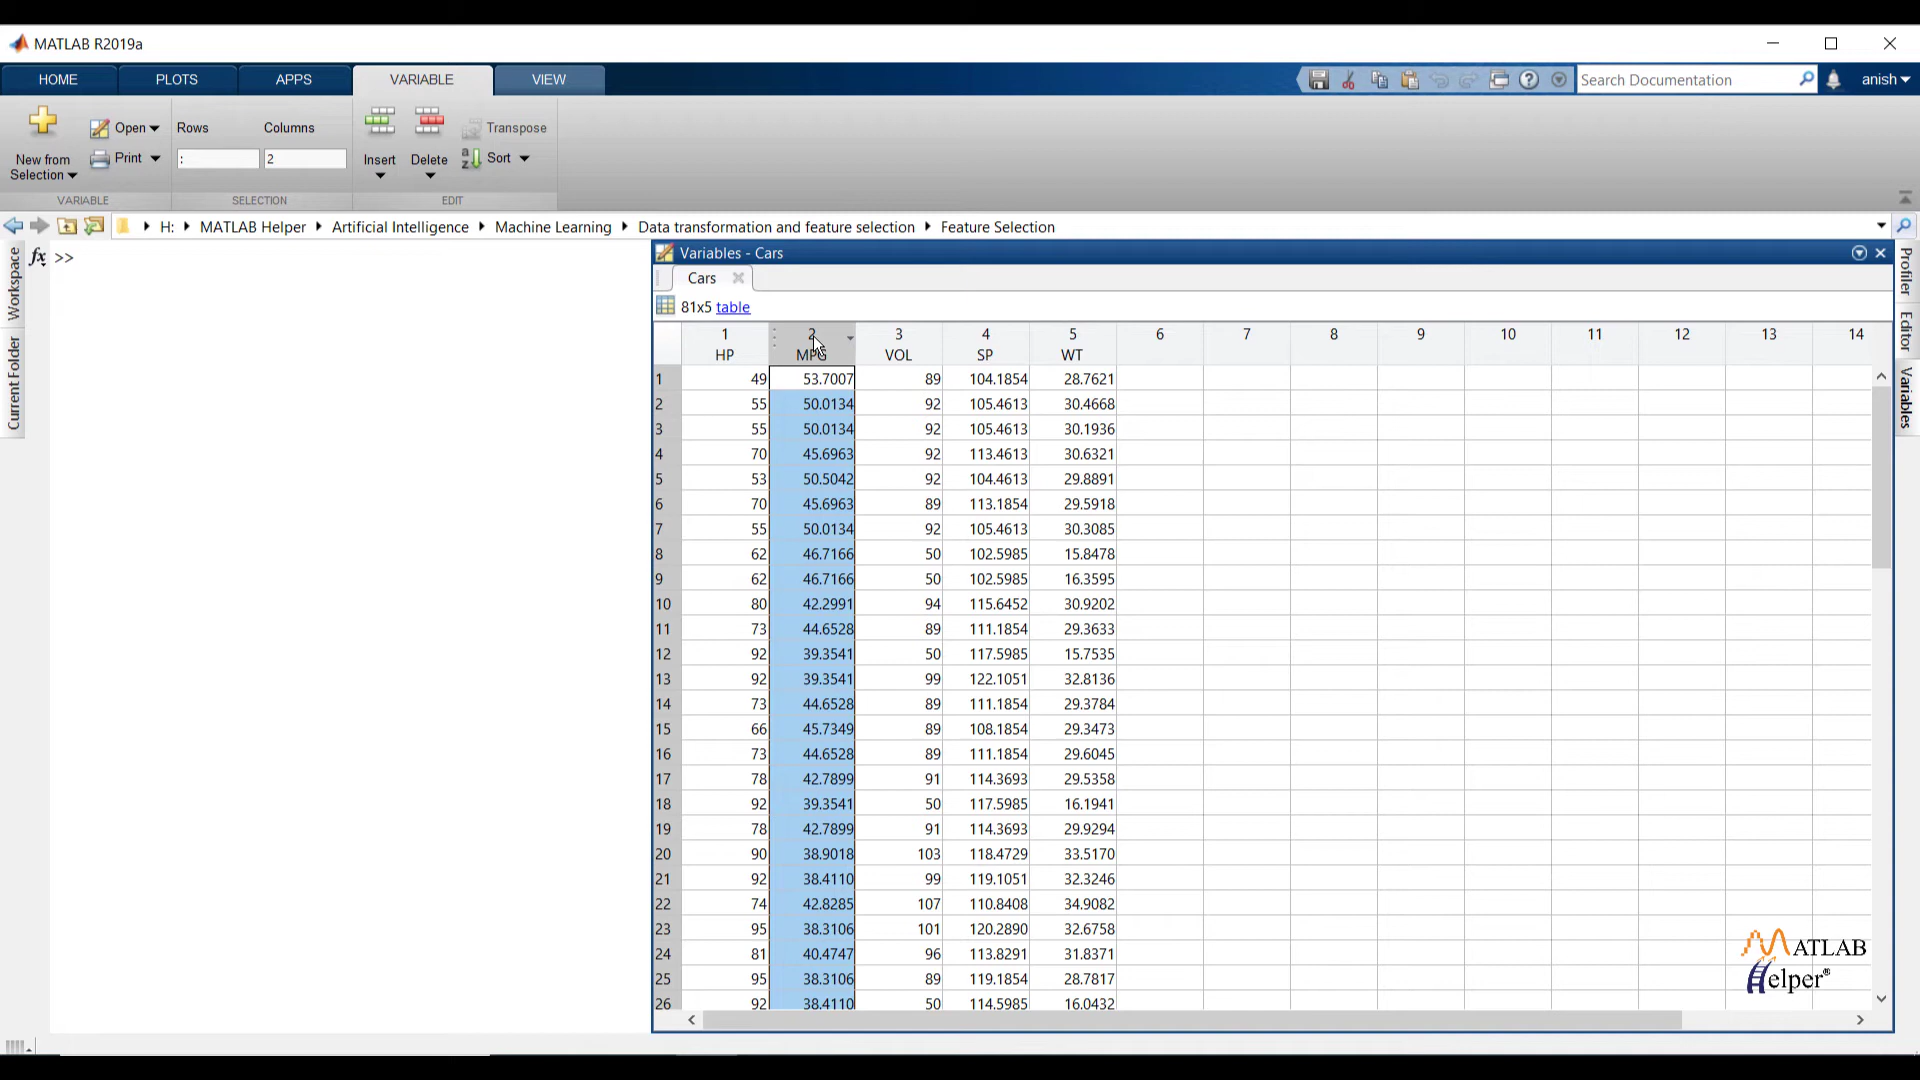 MATLAB R2019a
HOME PLOTS APPS VARIABLE VIEW Search Documentation anish
New from Selection Open Print Rows : Columns 2 Insert Delete Transpose Sort
VARIABLE SELECTION EDIT
H: MATLAB Helper Artificial Intelligence Machine Learning Data transformation and feature selection Feature Selection
Workspace
Current Folder
fx >>
Variables - Cars
Cars
81x5 table
1 2 3 4 5 6 7 8 9 10 11 12 13 14
HP MPG VOL SP WT
1 49 53.7007 89 104.1854 28.7621
2 55 50.0134 92 105.4613 30.4668
3 55 50.0134 92 105.4613 30.1936
4 70 45.6963 92 113.4613 30.6321
5 53 50.5042 92 104.4613 29.8891
6 70 45.6963 89 113.1854 29.5918
7 55 50.0134 92 105.4613 30.3085
8 62 46.7166 50 102.5985 15.8478
9 62 46.7166 50 102.5985 16.3595
10 80 42.2991 94 115.6452 30.9202
11 73 44.6528 89 111.1854 29.3633
12 92 39.3541 50 117.5985 15.7535
13 92 39.3541 99 122.1051 32.8136
14 73 44.6528 89 111.1854 29.3784
15 66 45.7349 89 108.1854 29.3473
16 73 44.6528 89 111.1854 29.6045
17 78 42.7899 91 114.3693 29.5358
18 92 39.3541 50 117.5985 16.1941
19 78 42.7899 91 114.3693 29.9294
20 90 38.9018 103 118.4729 33.5170
21 92 38.4110 99 119.1051 32.3246
22 74 42.8285 107 110.8408 34.9082
23 95 38.3106 101 120.2890 32.6758
24 81 40.4747 96 113.8291 31.8371
25 95 38.3106 89 119.1854 28.7817
26 92 38.4110 50 114.5985 16.0432
Profiler
Editor
Variables
MATLAB
Helper®